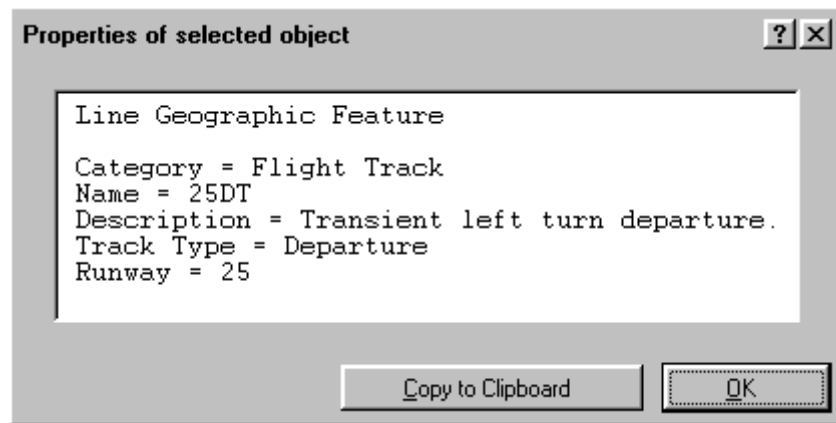 Properties of selected object
Line Geographic Feature
Category = Flight Track
Name = 25DT
Description = Transient left turn departure.
Track Type = Departure
Runway = 25
Copy to Clipboard
OK